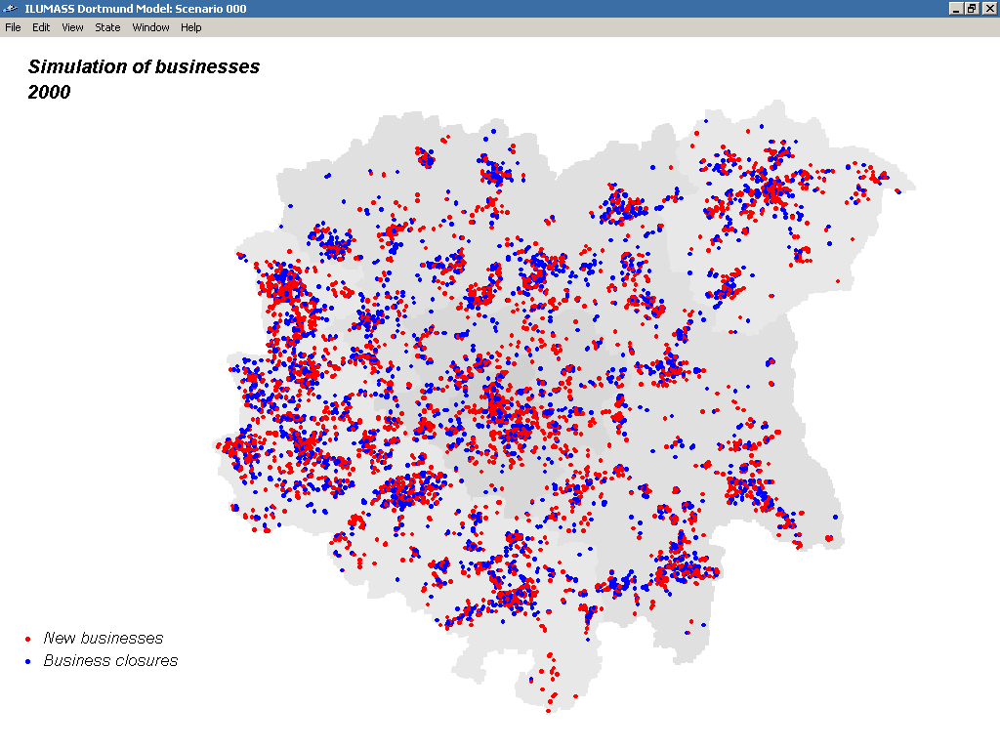 ILUMASS Dortmund Model: Scenario 000
File Edit View State Window Help
Simulation of businesses
2000
New businesses
Business closures